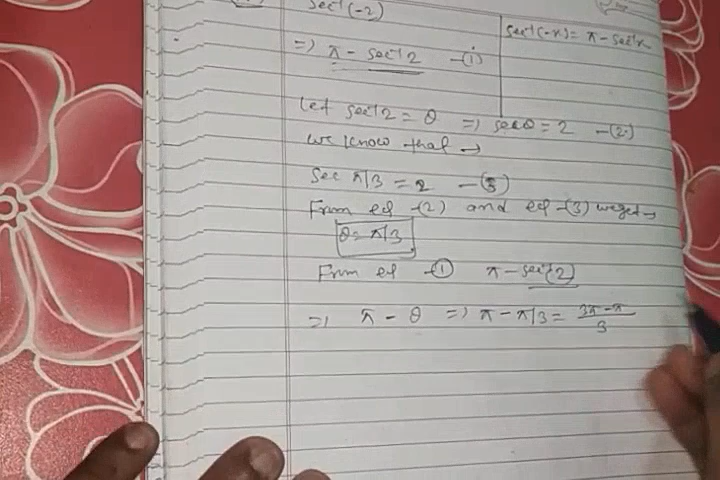 sec⁻¹(-2)
sec⁻¹(-x) = π - sec⁻¹x
=> π - sec⁻¹2 -(1)
Let sec⁻¹2 = θ => secθ = 2 -(2)
we know that →
sec π/3 = 2 -(3)
From eq -(2) and eq -(3) we get →
θ = π/3
From eq -(1) π - sec⁻¹(2)
=> π - θ => π - π/3 = 3π - π / 3